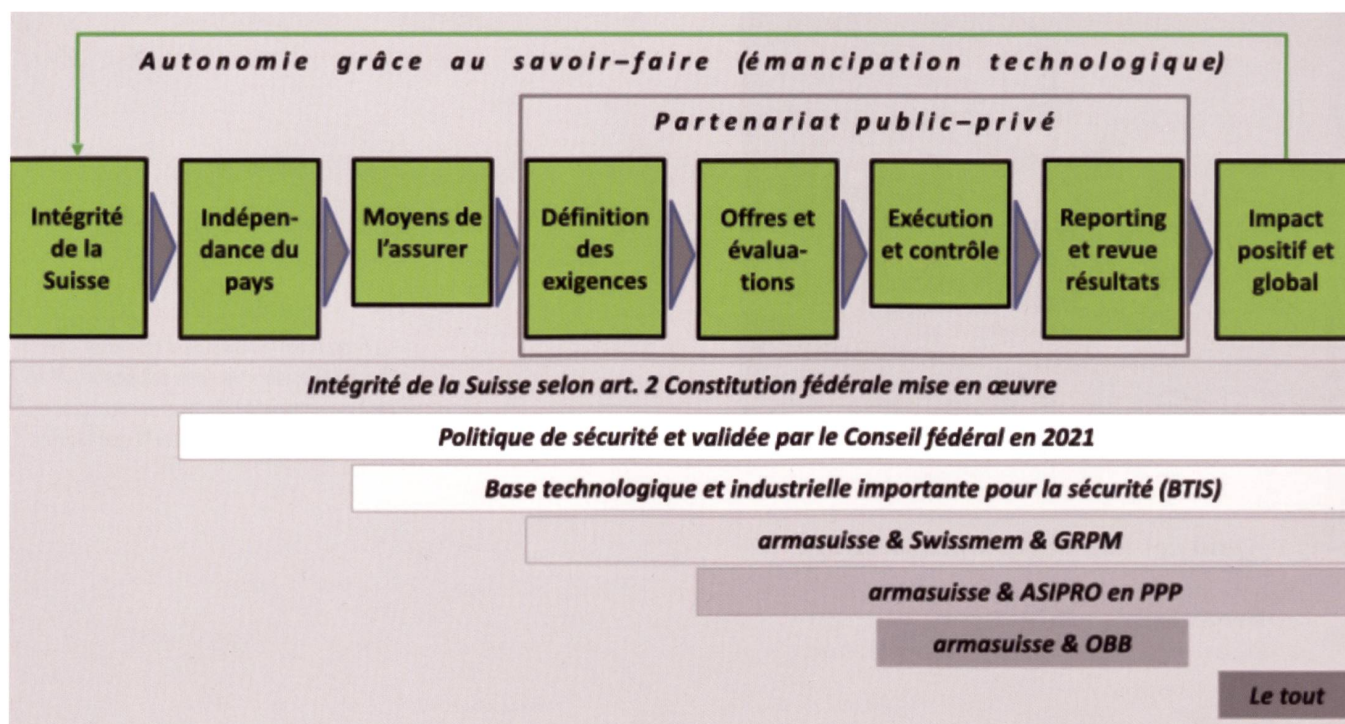 Autonomie grâce au savoir-faire (émancipation technologique)
Partenariat public-privé
Intégrité
de la
Suisse
Indépen-
dance du
pays
Moyens de
l'assurer
Définition
des
exigences
Offres et
évalua-
tions
Exécution
et contrôle
Reporting
et revue
résultats
Impact
positif et
global
Intégrité de la Suisse selon art. 2 Constitution fédérale mise en œuvre
Politique de sécurité et validée par le Conseil fédéral en 2021
Base technologique et industrielle importante pour la sécurité (BTIS)
armasuisse & Swissmem & GRPM
armasuisse & ASIPRO en PPP
armasuisse & OBB
Le tout